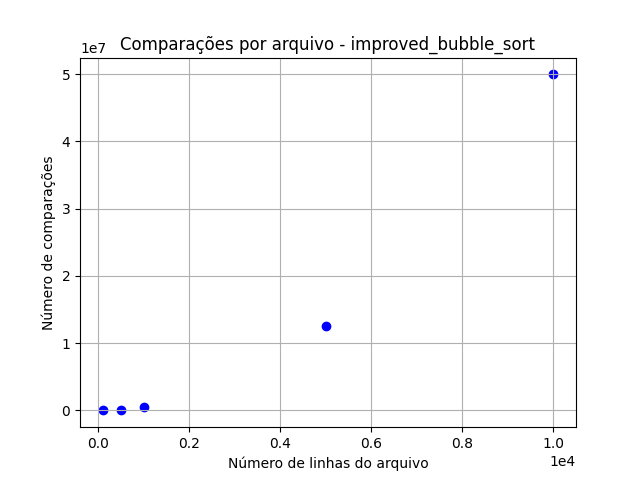 Comparações por arquivo - improved_bubble_sort
1e7
5
4
3
2
1
0
Número de comparações
0.0 0.2 0.4 0.6 0.8 1.0
1e4
Número de linhas do arquivo